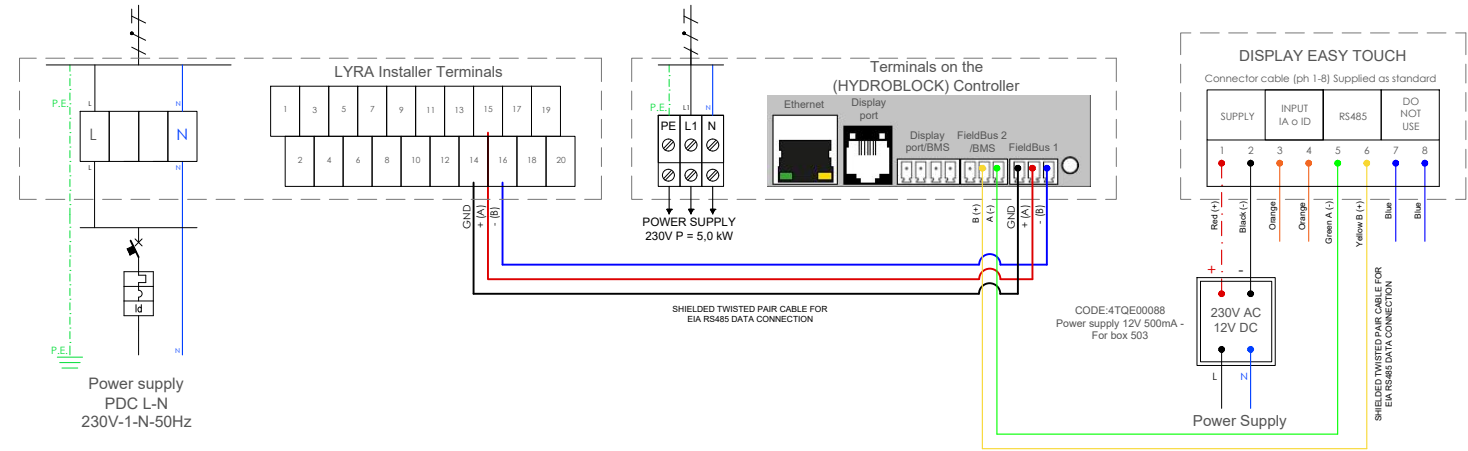 LYRA Installer Terminals
P.E.
L
N
L
N
L
N
1 3 5 7 9 11 13 15 17 19
2 4 6 8 10 12 14 16 18 20
GND
+ (A)
- (B)
P.E.
N
Id
Power supply
PDC L-N
230V-1-N-50Hz
Terminals on the
(HYDROBLOCK) Controller
P.E.
L1
N
PE L1 N
POWER SUPPLY
230V P = 5,0 kW
Ethernet
Display
port
Display
port/BMS
FieldBus 2
/BMS
FieldBus 1
B (+)
A (-)
GND
+ (A)
- (B)
SHIELDED TWISTED PAIR CABLE FOR
EIA RS485 DATA CONNECTION
DISPLAY EASY TOUCH
Connector cable (ph 1-8) Supplied as standard
SUPPLY
INPUT
IA o ID
RS485
DO
NOT
USE
1 2 3 4 5 6 7 8
Red (+)
Black (-)
Orange
Orange
Green A (-)
Yellow B (+)
Blue
Blue
+ -
CODE:4TQE00088
Power supply 12V 500mA -
For box 503
230V AC
12V DC
L
N
Power Supply
SHIELDED TWISTED PAIR CABLE FOR
EIA RS485 DATA CONNECTION